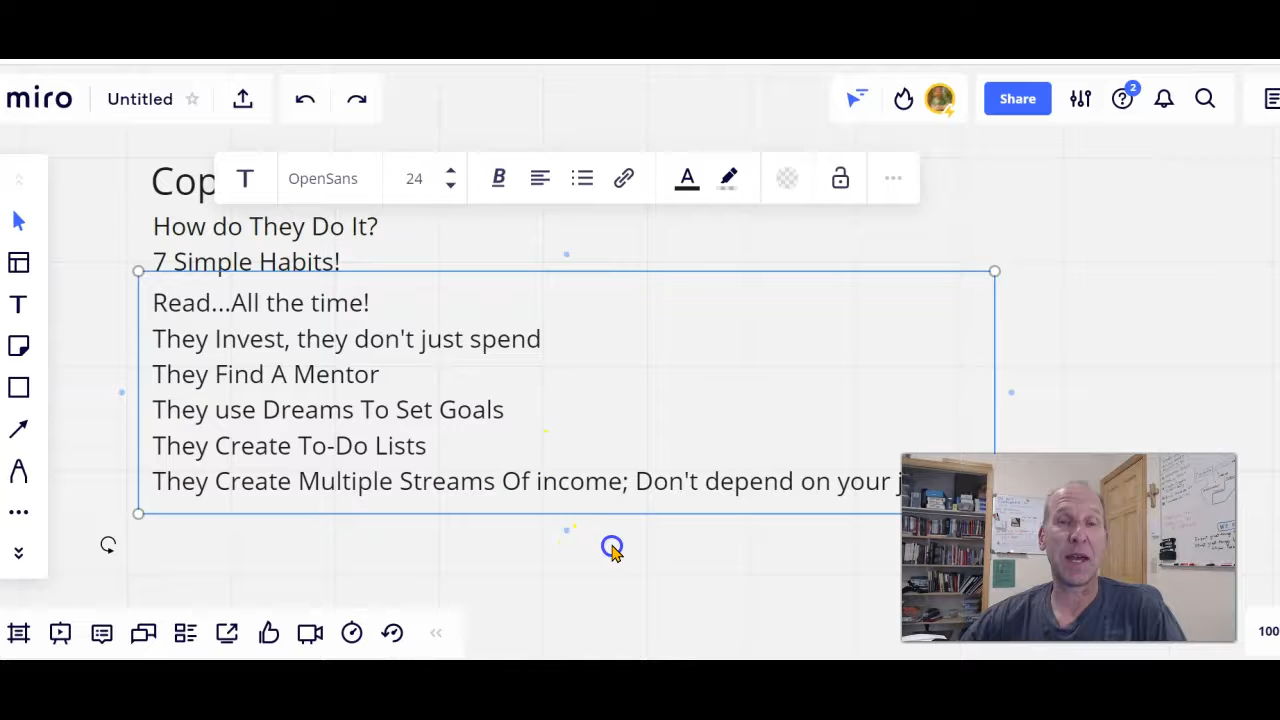 miro
Untitled
Share
2
Cop
OpenSans
24
B
A
How do They Do It?
7 Simple Habits!
Read...All the time!
They Invest, they don't just spend
They Find A Mentor
They use Dreams To Set Goals
They Create To-Do Lists
They Create Multiple Streams Of income; Don't depend on your j
100